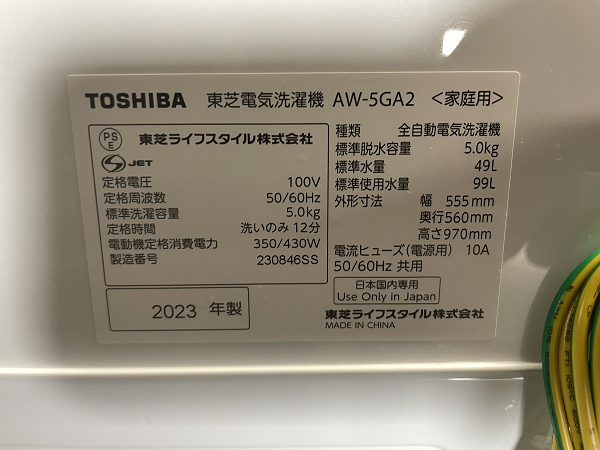 TOSHIBA 東芝電気洗濯機 AW-5GA2 <家庭用>
PS
E
東芝ライフスタイル株式会社
S JET
定格電圧 100V
定格周波数 50/60Hz
標準洗濯容量 5.0kg
定格時間 洗いのみ 12分
電動機定格消費電力 350/430W
製造番号 230846SS
2023 年製
種類 全自動電気洗濯機
標準脱水容量 5.0kg
標準水量 49L
標準使用水量 99L
外形寸法 幅 555mm
奥行560mm
高さ970mm
電流ヒューズ(電源用) 10A
50/60Hz 共用
日本国内専用
Use Only in Japan
東芝ライフスタイル株式会社
MADE IN CHINA